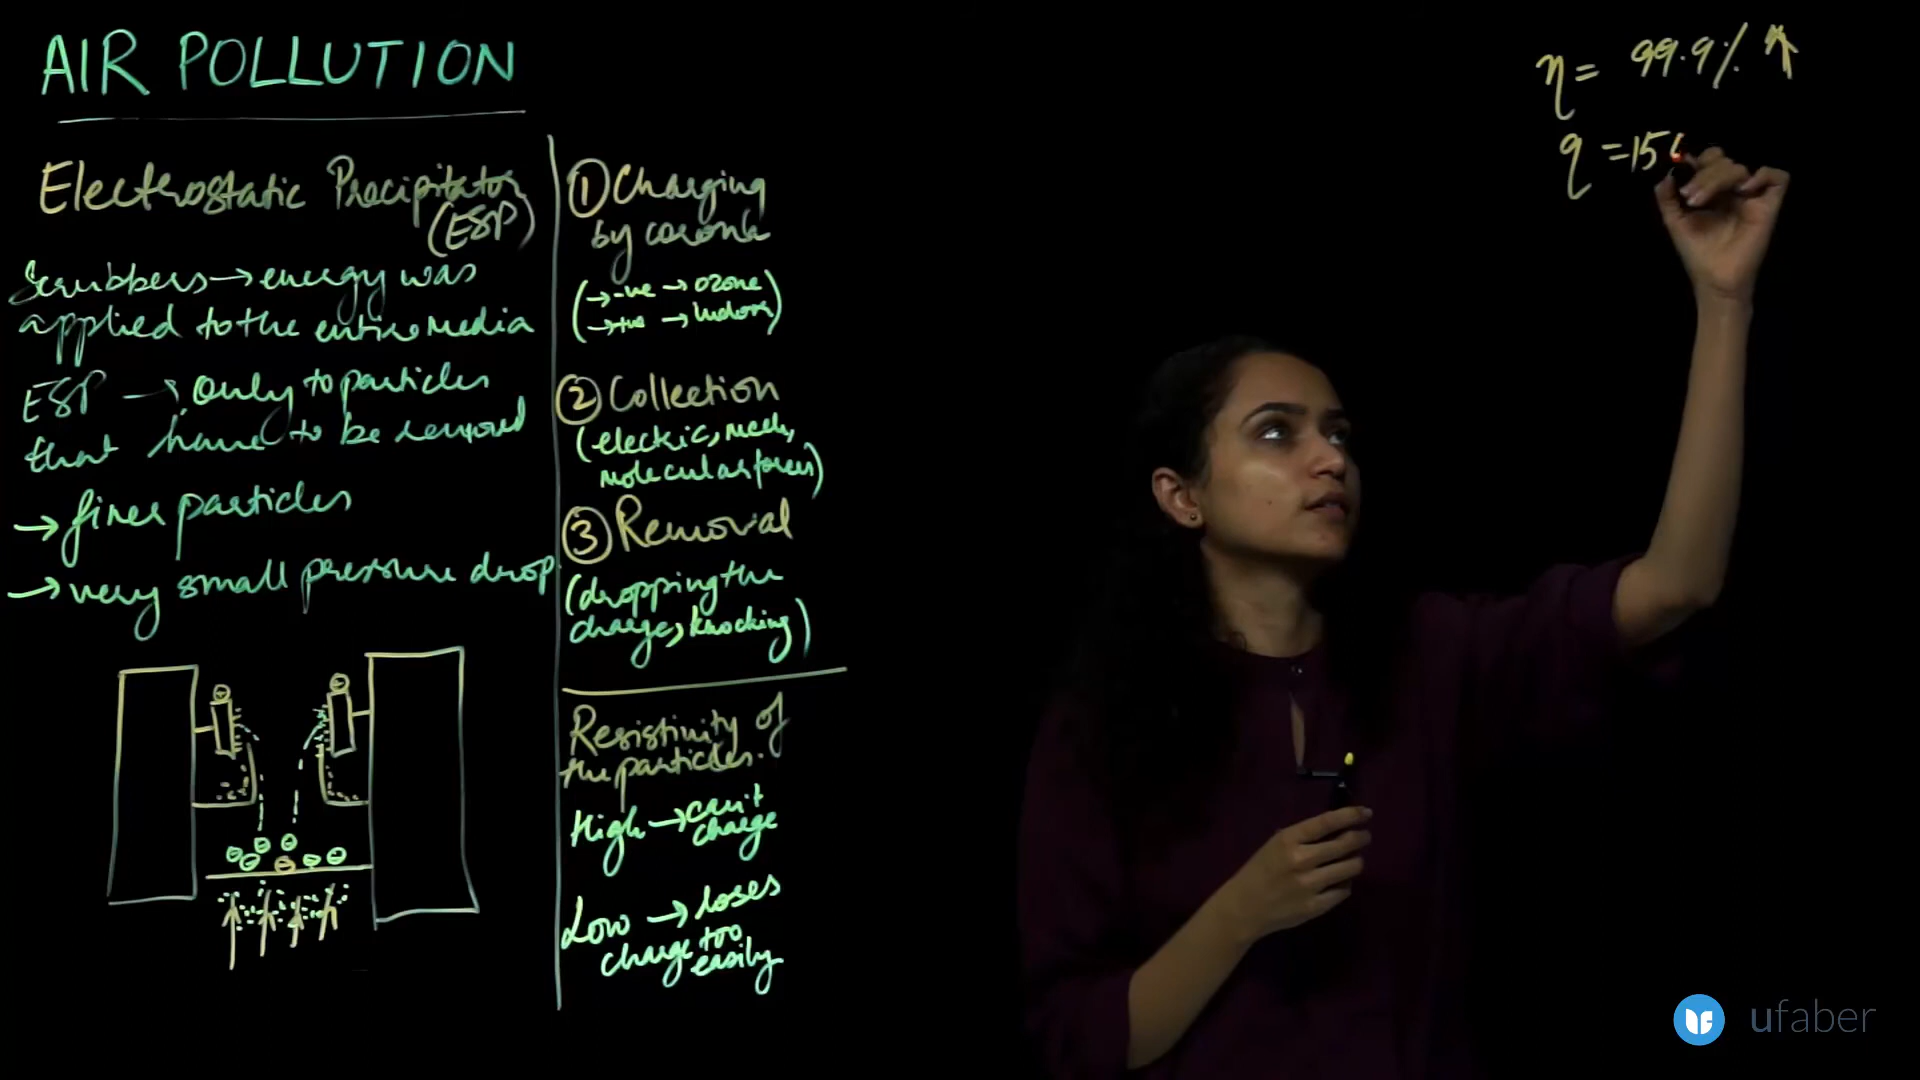 AIR POLLUTION
Electrostatic Precipitator
(ESP)
Scrubbers → energy was
applied to the entire media
ESP → only to particles
that have to be removed
→ finer particles
→ very small pressure drop
① Charging
by corona
(→ -ve → ozone
→ +ve → Indoor)
② Collection
(electric, mech,
molecular forces)
③ Removal
(dropping the
charge, knocking)
Resistivity of
the particles.
High → can't
charge
Low → loses
charge too
easily
η = 99.9% ↑
q = 15
ufaber